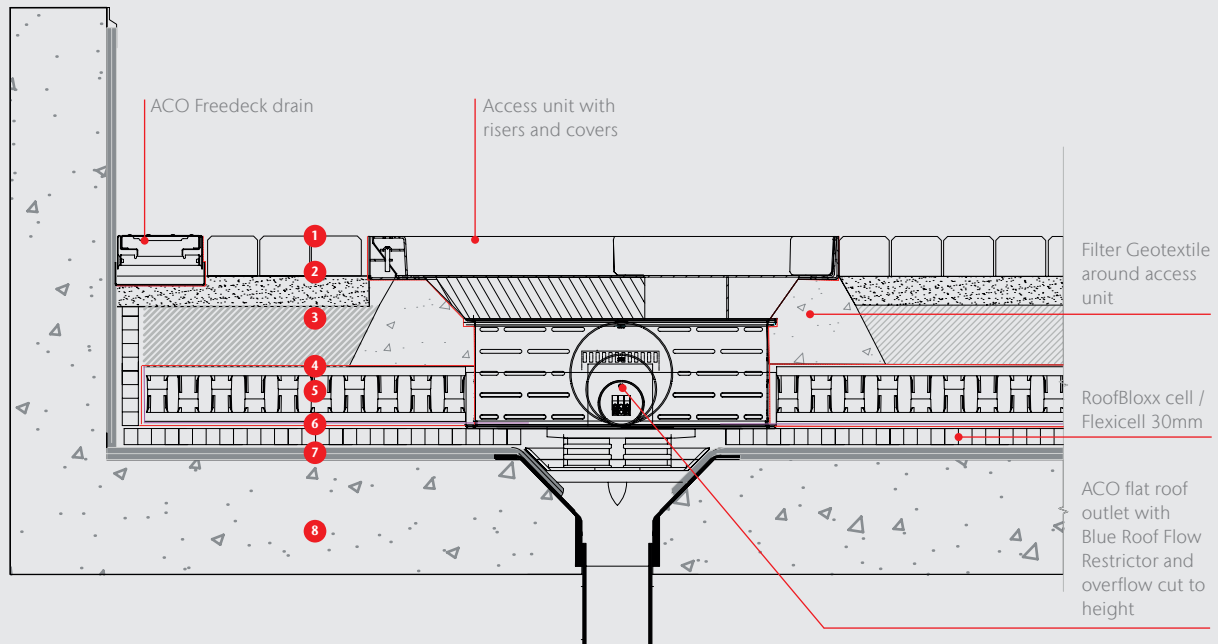 ACO Freedeck drain
Access unit with
risers and covers
1
2
3
4
5
6
7
8
Filter Geotextile
around access
unit
RoofBloxx cell /
Flexicell 30mm
ACO flat roof
outlet with
Blue Roof Flow
Restrictor and
overflow cut to
height